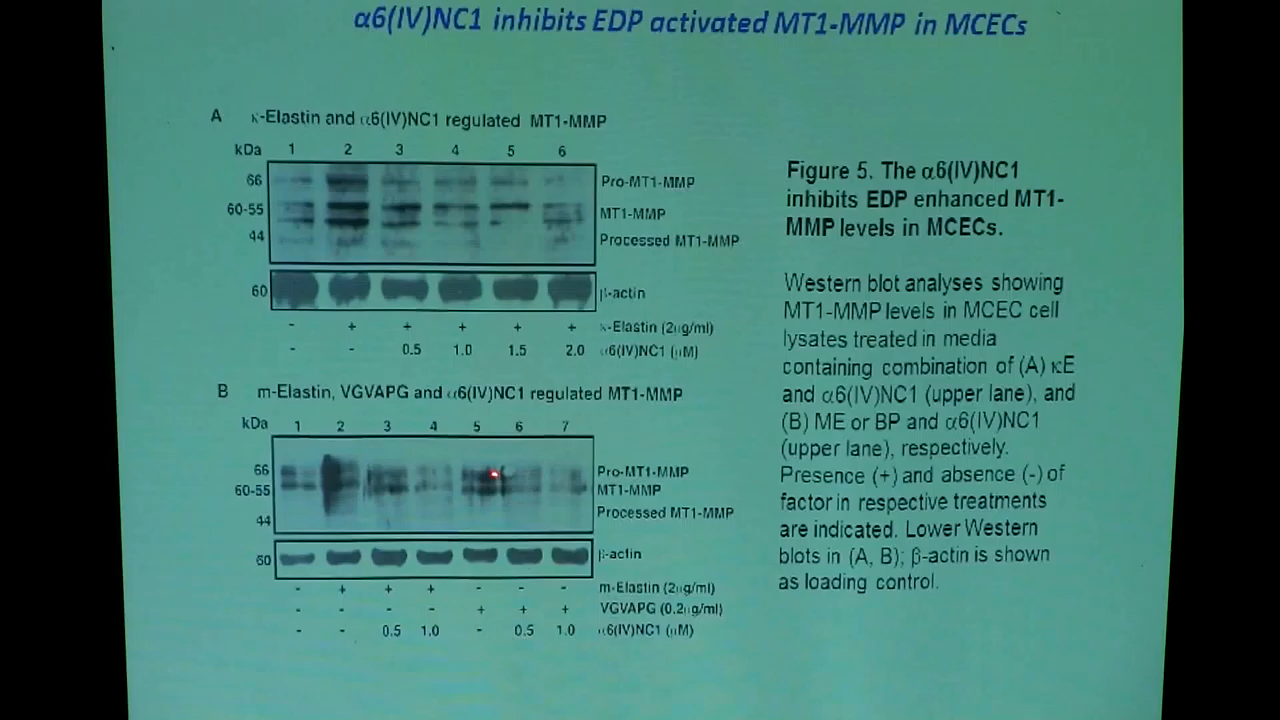 α6(IV)NC1 inhibits EDP activated MT1-MMP in MCECs
A κ-Elastin and α6(IV)NC1 regulated MT1-MMP
kDa 1 2 3 4 5 6
66 Pro-MT1-MMP
60-55 MT1-MMP
44 Processed MT1-MMP
60 β-actin
- + + + + + κ-Elastin (2ug/ml)
- - 0.5 1.0 1.5 2.0 α6(IV)NC1 (μM)
B m-Elastin, VGVAPG and α6(IV)NC1 regulated MT1-MMP
kDa 1 2 3 4 5 6 7
66 Pro-MT1-MMP
60-55 MT1-MMP
44 Processed MT1-MMP
60 β-actin
- + + + - - - m-Elastin (2ug/ml)
- - - - + + + VGVAPG (0.2ug/ml)
- - 0.5 1.0 - 0.5 1.0 α6(IV)NC1 (μM)
Figure 5. The α6(IV)NC1
inhibits EDP enhanced MT1-
MMP levels in MCECs.
Western blot analyses showing
MT1-MMP levels in MCEC cell
lysates treated in media
containing combination of (A) κE
and α6(IV)NC1 (upper lane), and
(B) ME or BP and α6(IV)NC1
(upper lane), respectively.
Presence (+) and absence (-) of
factor in respective treatments
are indicated. Lower Western
blots in (A, B); β-actin is shown
as loading control.